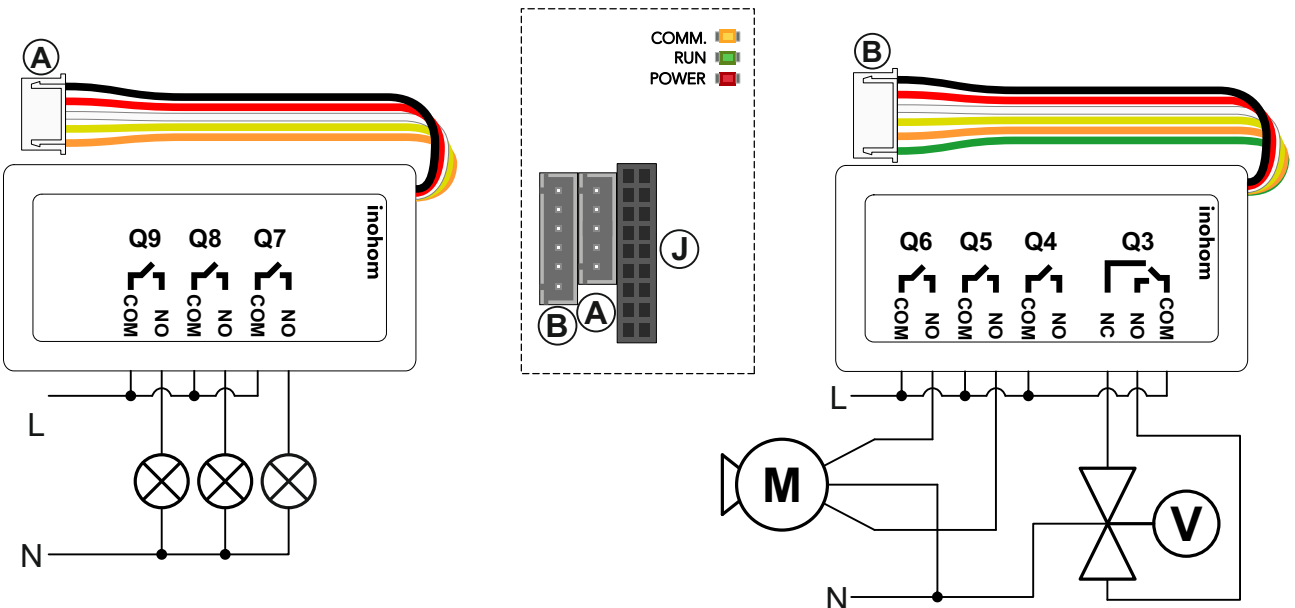 A
Q9 Q8 Q7
COM NO COM NO COM NO
inohom
L
N
COMM.
RUN
POWER
J
B A
B
Q6 Q5 Q4 Q3
COM NO COM NO COM NO NC NO COM
inohom
L
M
V
N